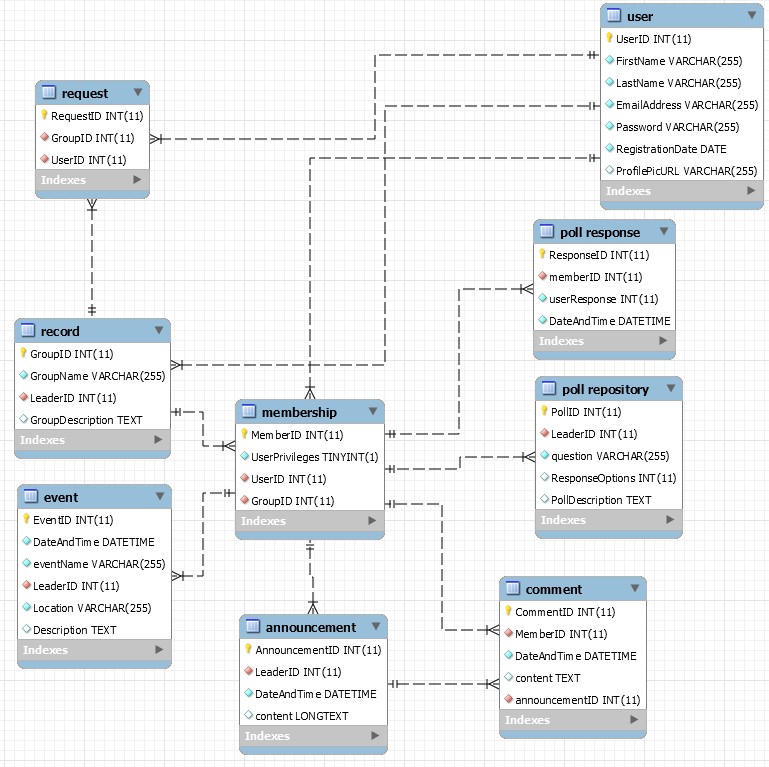 user
UserID INT(11)
FirstName VARCHAR(255)
LastName VARCHAR(255)
EmailAddress VARCHAR(255)
Password VARCHAR(255)
RegistrationDate DATE
ProfilePicURL VARCHAR(255)
Indexes
request
RequestID INT(11)
GroupID INT(11)
UserID INT(11)
Indexes
poll response
ResponseID INT(11)
memberID INT(11)
userResponse INT(11)
DateAndTime DATETIME
Indexes
record
GroupID INT(11)
GroupName VARCHAR(255)
LeaderID INT(11)
GroupDescription TEXT
Indexes
membership
MemberID INT(11)
UserPrivileges TINYINT(1)
UserID INT(11)
GroupID INT(11)
Indexes
poll repository
PollID INT(11)
LeaderID INT(11)
question VARCHAR(255)
ResponseOptions INT(11)
PollDescription TEXT
Indexes
event
EventID INT(11)
DateAndTime DATETIME
eventName VARCHAR(255)
LeaderID INT(11)
Location VARCHAR(255)
Description TEXT
Indexes
announcement
AnnouncementID INT(11)
LeaderID INT(11)
DateAndTime DATETIME
content LONGTEXT
Indexes
comment
CommentID INT(11)
MemberID INT(11)
DateAndTime DATETIME
content TEXT
announcementID INT(11)
Indexes